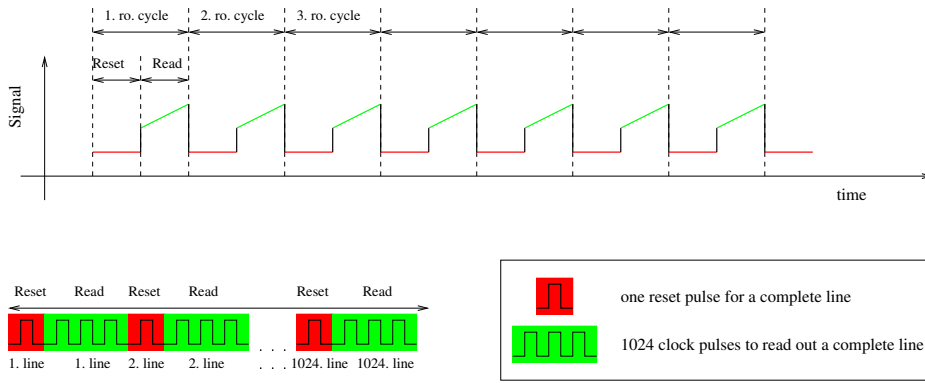 1. ro. cycle 2. ro. cycle 3. ro. cycle
Reset Read
Signal
time
Reset Read Reset Read Reset Read
1. line 1. line 2. line 2. line . . . 1024. line 1024. line
. . .
one reset pulse for a complete line
1024 clock pulses to read out a complete line